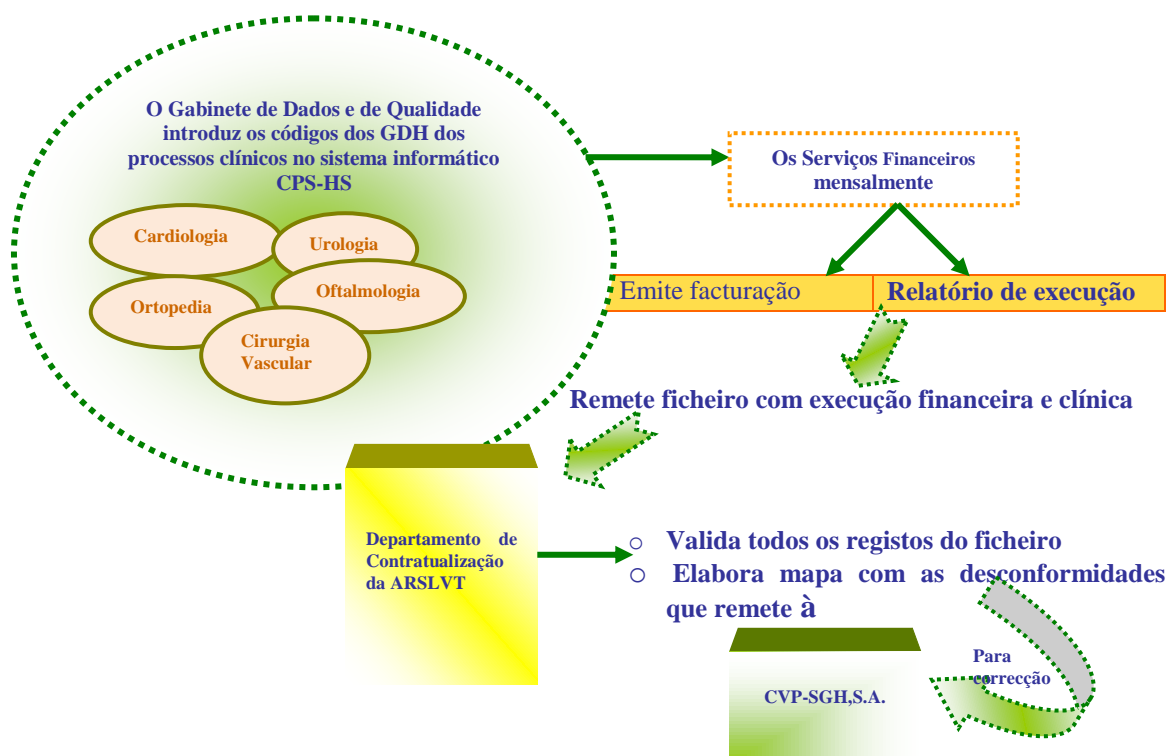 O Gabinete de Dados e de Qualidade
introduz os códigos dos GDH dos
processos clínicos no sistema informático
CPS-HS
Cardiologia
Urologia
Oftalmologia
Ortopedia
Cirurgia
Vascular
Os Serviços Financeiros
mensalmente
Emite facturação
Relatório de execução
Remete ficheiro com execução financeira e clínica
Departamento de
Contratualização
da ARSLVT
o Valida todos os registos do ficheiro
o Elabora mapa com as desconformidades
que remete à
Para
correcção
CVP-SGH,S.A.